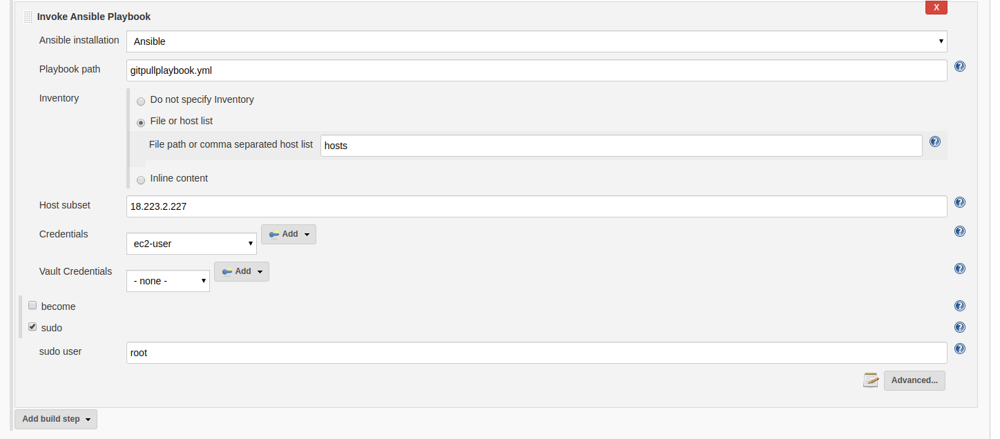 Invoke Ansible Playbook
X
Ansible installation Ansible
Playbook path gitpullplaybook.yml
Inventory
Do not specify Inventory
File or host list
File path or comma separated host list hosts
Inline content
Host subset 18.223.2.227
Credentials ec2-user Add
Vault Credentials - none - Add
become
sudo
sudo user root
Advanced...
Add build step